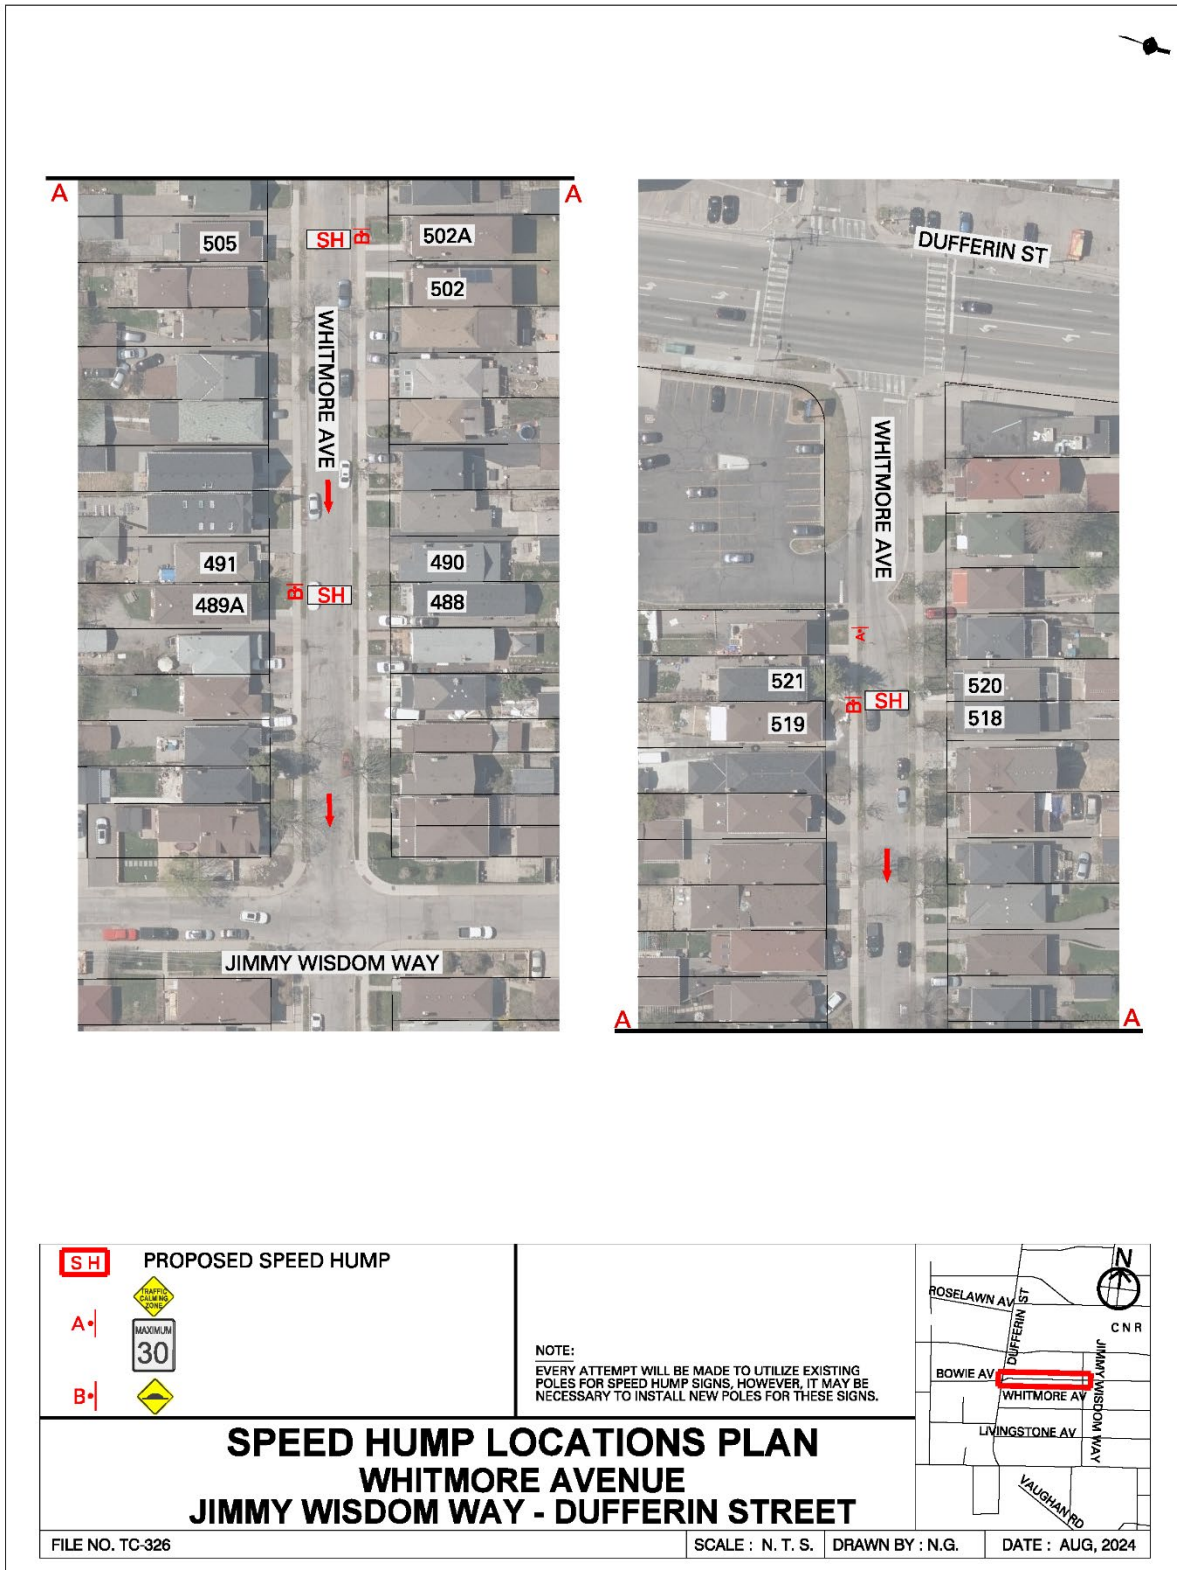 A
A
505
SH
B
502A
502
WHITMORE AVE
491
490
B
SH
489A
488
JIMMY WISDOM WAY
DUFFERIN ST
WHITMORE AVE
A
521
520
B
SH
519
518
A
A
SH
PROPOSED SPEED HUMP
TRAFFIC
CALMING
ZONE
A
MAXIMUM
30
B
NOTE:
EVERY ATTEMPT WILL BE MADE TO UTILIZE EXISTING
POLES FOR SPEED HUMP SIGNS, HOWEVER, IT MAY BE
NECESSARY TO INSTALL NEW POLES FOR THESE SIGNS.
N
ROSELAWN AV
DUFFERIN ST
CNR
BOWIE AV
WHITMORE AV
JIMMY WISDOM WAY
LIVINGSTONE AV
VAUGHAN RD
SPEED HUMP LOCATIONS PLAN
WHITMORE AVENUE
JIMMY WISDOM WAY - DUFFERIN STREET
FILE NO. TC-326
SCALE : N. T. S.
DRAWN BY : N.G.
DATE : AUG, 2024